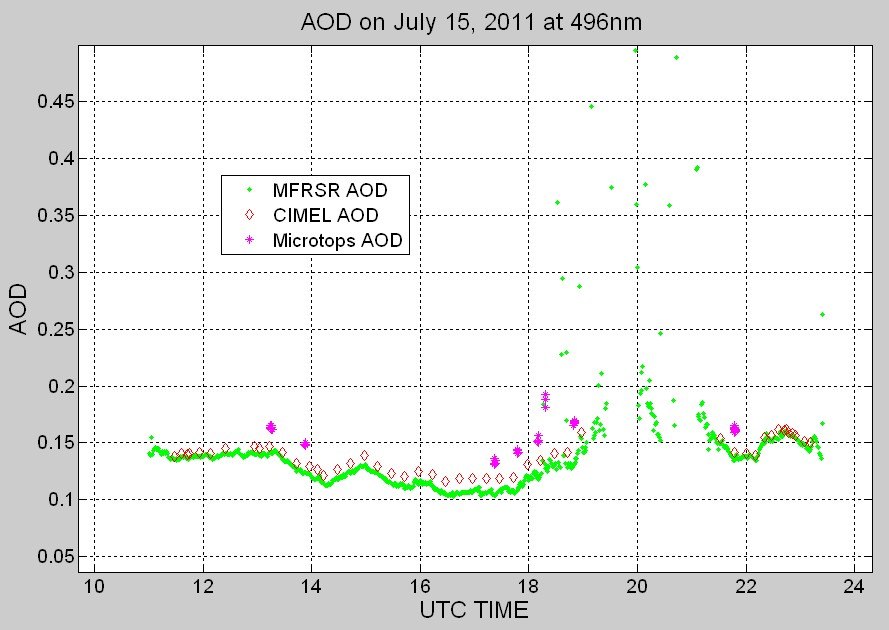 AOD on July 15, 2011 at 496nm
AOD
0.45
0.4
0.35
0.3
0.25
0.2
0.15
0.1
0.05
MFRSR AOD
CIMEL AOD
Microtops AOD
10 12 14 16 18 20 22 24
UTC TIME